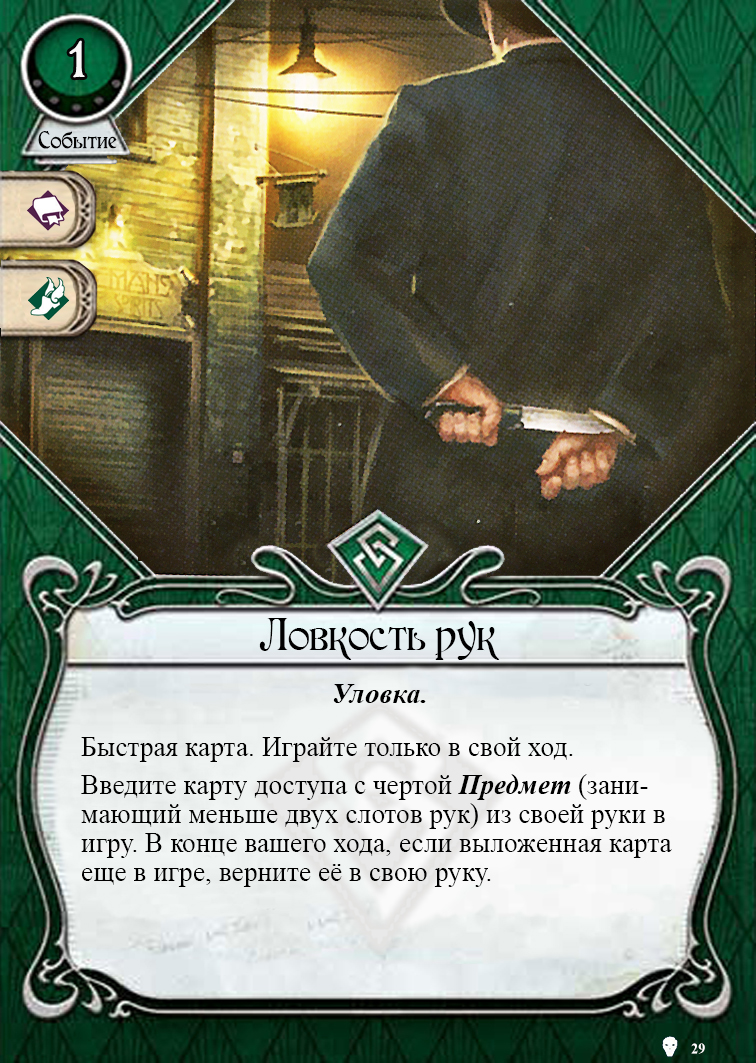 1
Событие
MANS
SPIRITS
Ловкость рук
Уловка.
Быстрая карта. Играйте только в свой ход.
Введите карту доступа с чертой Предмет (зани-
мающий меньше двух слотов рук) из своей руки в
игру. В конце вашего хода, если выложенная карта
еще в игре, верните её в свою руку.
29